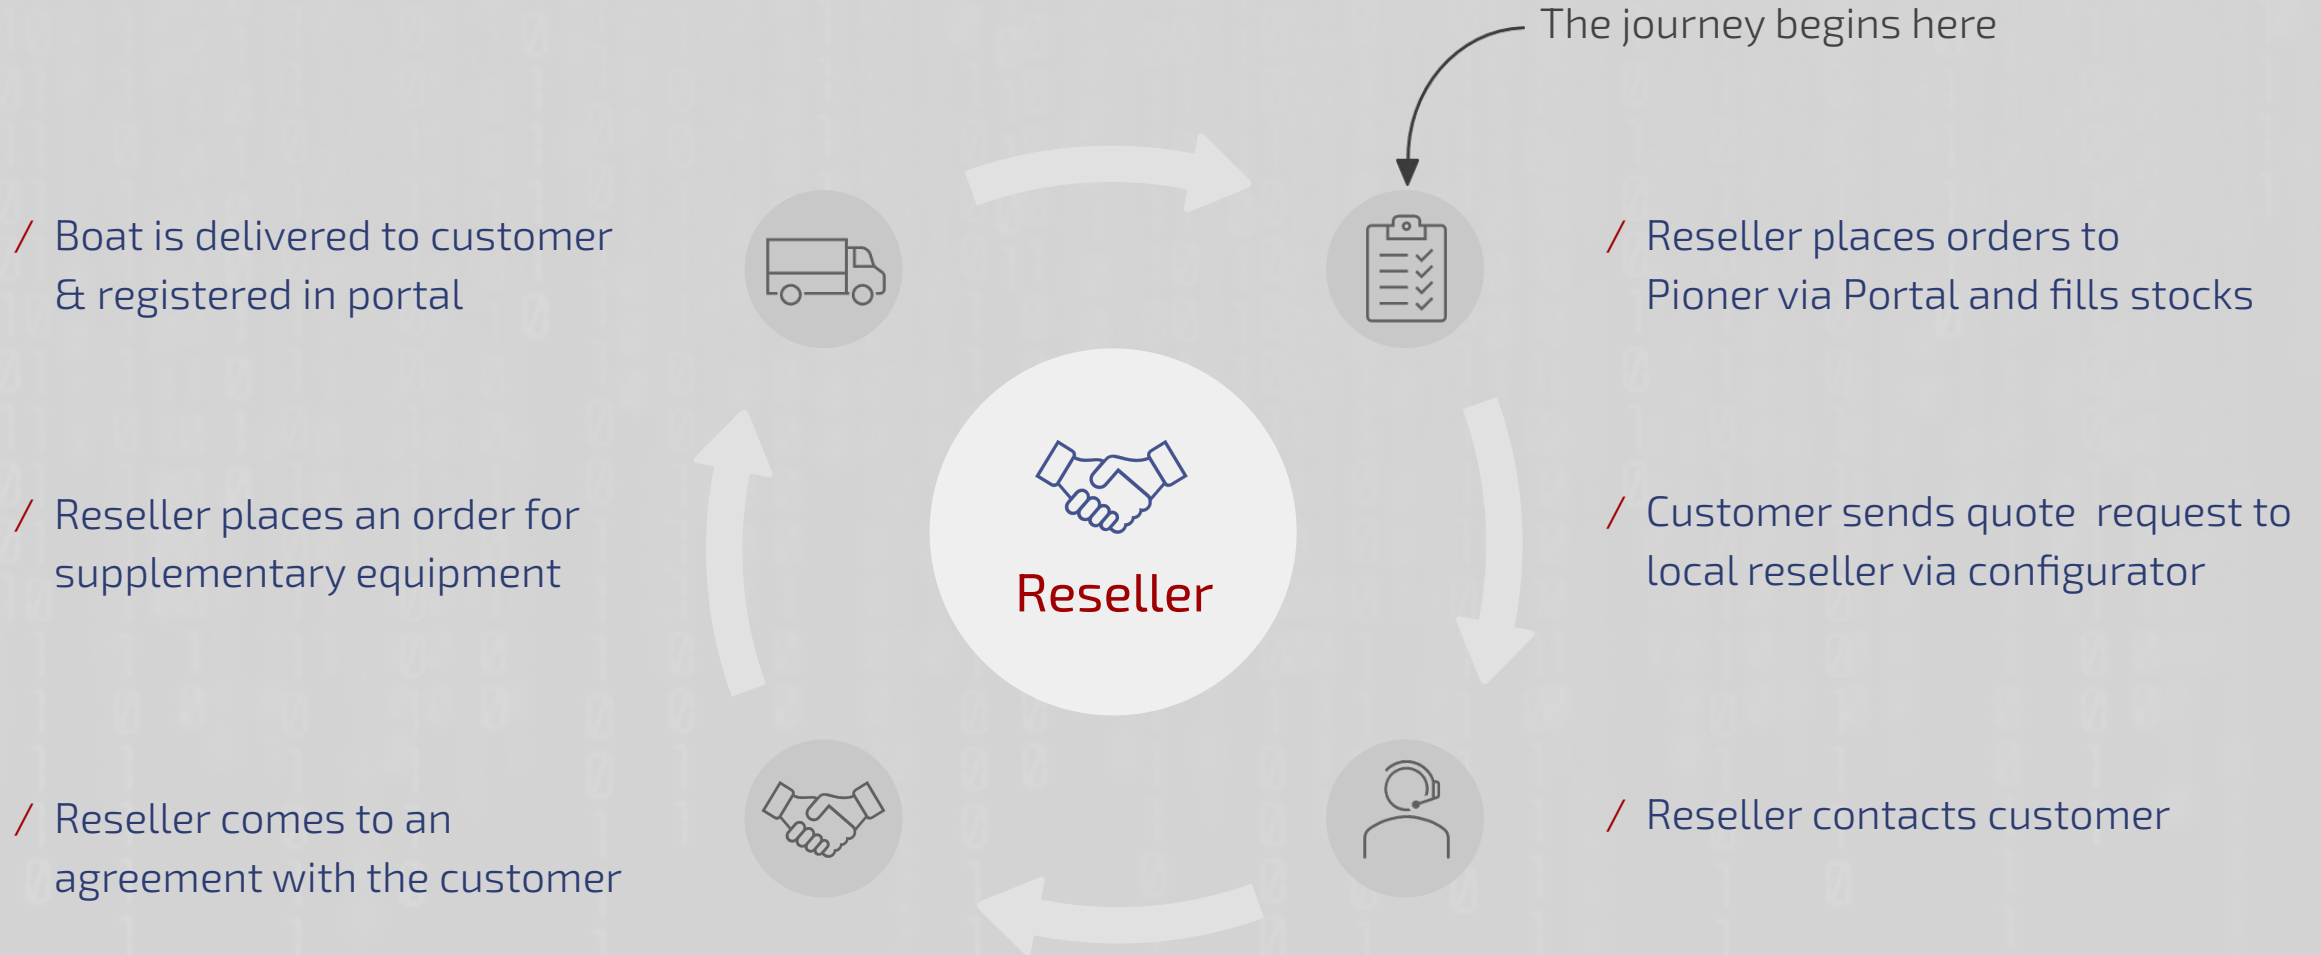 The journey begins here
/ Boat is delivered to customer
& registered in portal
/ Reseller places orders to
Pioner via Portal and fills stocks
/ Reseller places an order for
supplementary equipment
Reseller
/ Customer sends quote request to
local reseller via configurator
/ Reseller comes to an
agreement with the customer
/ Reseller contacts customer